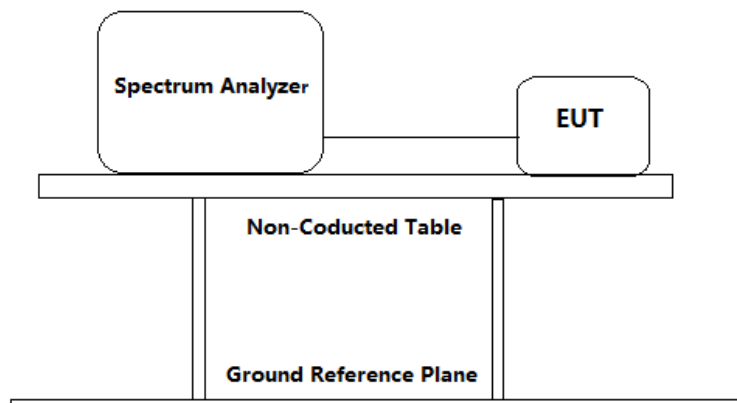 Spectrum Analyzer
EUT
Non-Coducted Table
Ground Reference Plane